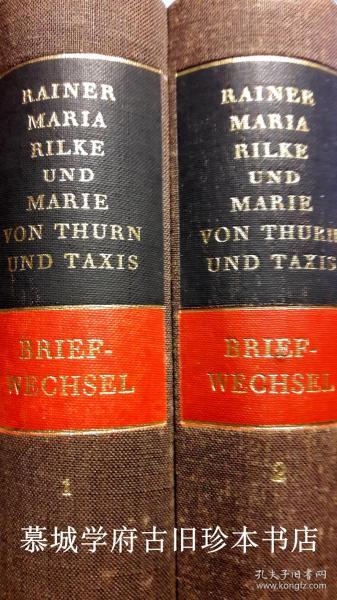 RAINER
MARIA
RILKE
UND
MARIE
VON THURN
UND TAXIS
BRIEF-
WECHSEL
1
RAINER
MARIA
RILKE
UND
MARIE
VON THURN
UND TAXIS
BRIEF-
WECHSEL
2
慕城学府古旧珍本书店
孔夫子旧书网